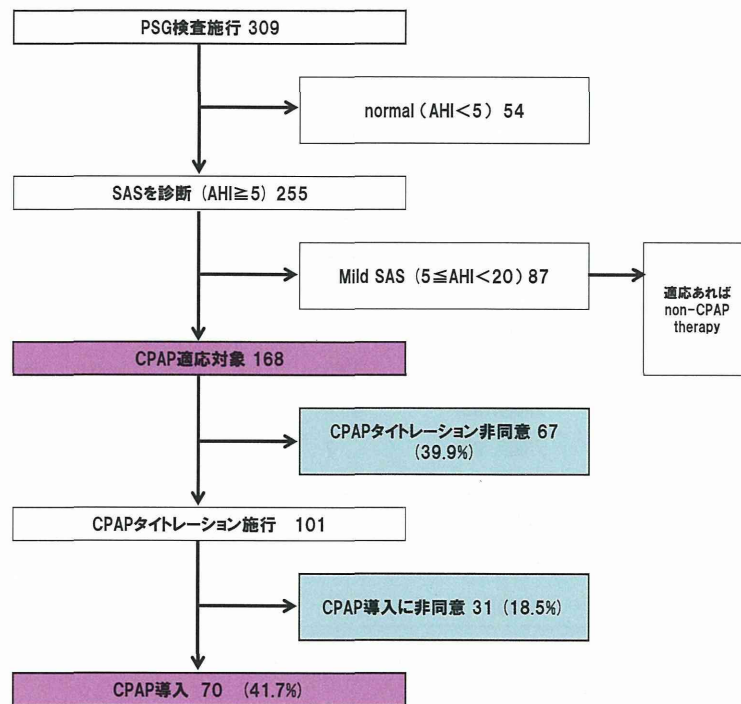 PSG検査施行 309
normal (AHI<5) 54
SASを診断 (AHI≧5) 255
Mild SAS (5≦AHI<20) 87
適応あれば
non-CPAP
therapy
CPAP適応対象 168
CPAPタイトレーション非同意 67
(39.9%)
CPAPタイトレーション施行 101
CPAP導入に非同意 31 (18.5%)
CPAP導入 70 (41.7%)